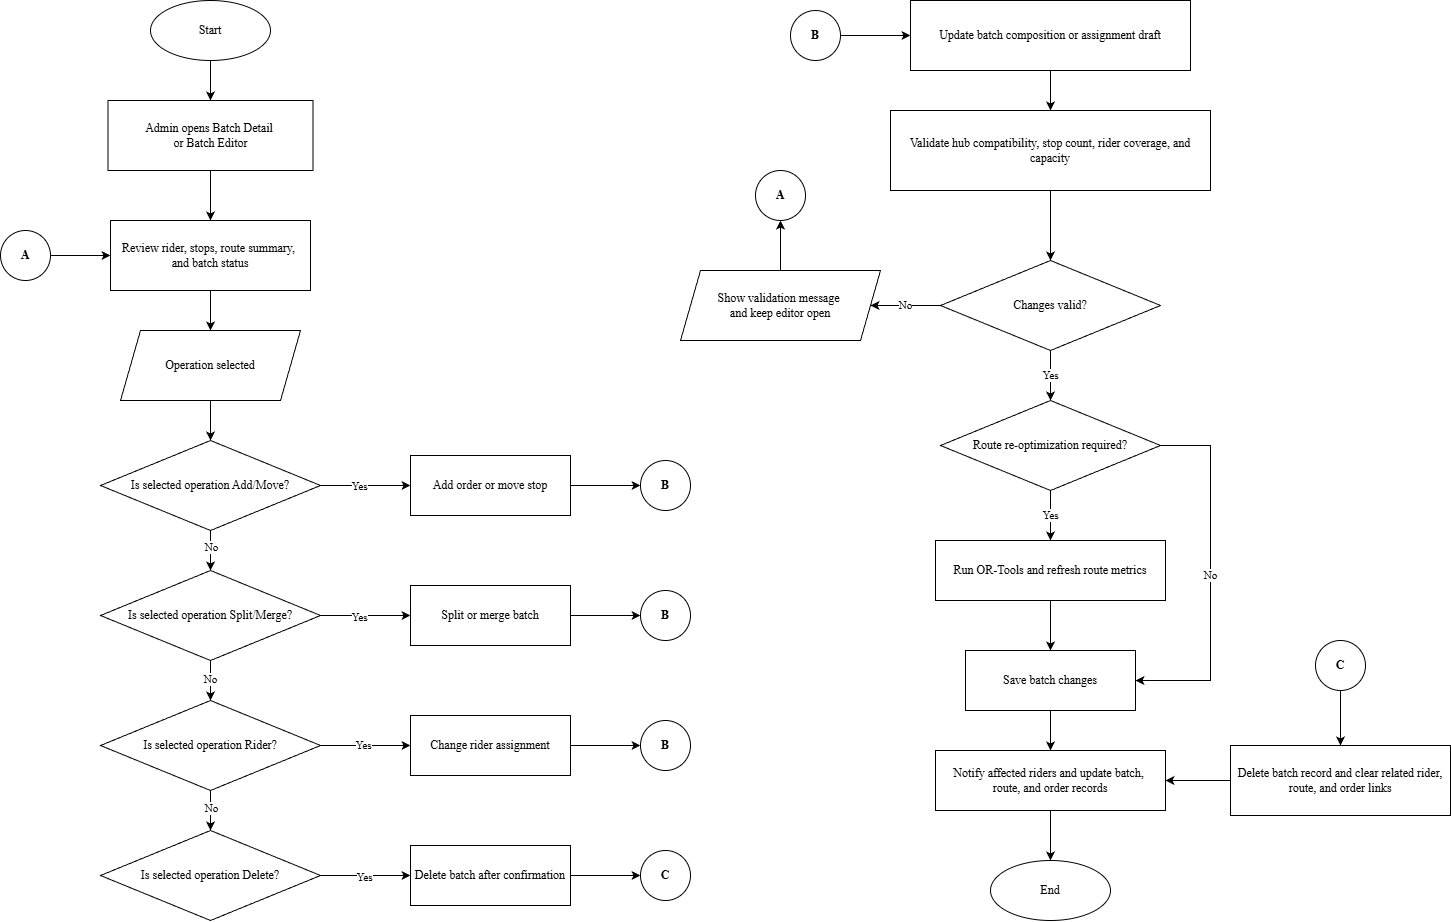 Start
Admin opens Batch Detail
or Batch Editor
A
Review rider, stops, route summary,
and batch status
Operation selected
Is selected operation Add/Move?
Yes
Add order or move stop
B
No
Is selected operation Split/Merge?
Yes
Split or merge batch
B
No
Is selected operation Rider?
Yes
Change rider assignment
B
No
Is selected operation Delete?
Yes
Delete batch after confirmation
C
B
Update batch composition or assignment draft
Validate hub compatibility, stop count, rider coverage, and
capacity
A
Show validation message
and keep editor open
No
Changes valid?
Yes
Route re-optimization required?
Yes
No
Run OR-Tools and refresh route metrics
Save batch changes
C
Notify affected riders and update batch,
route, and order records
Delete batch record and clear related rider,
route, and order links
End